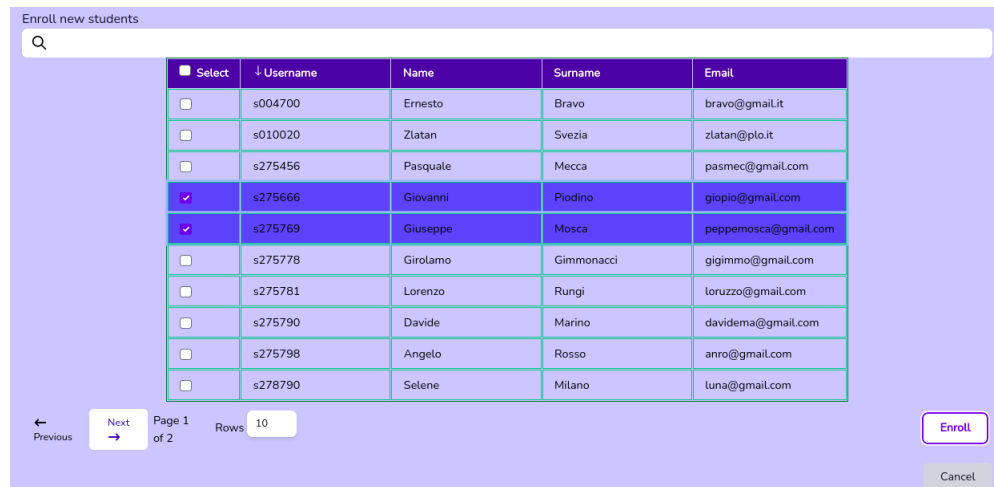 Enroll new students
Select ↓Username Name Surname Email
s004700 Ernesto Bravo bravo@gmail.it
s010020 Zlatan Svezia zlatan@plo.it
s275456 Pasquale Mecca pasmec@gmail.com
s275666 Giovanni Piodino giopio@gmail.com
s275769 Giuseppe Mosca peppemosca@gmail.com
s275778 Girolamo Gimmonacci gigimmo@gmail.com
s275781 Lorenzo Rungi loruzzo@gmail.com
s275790 Davide Marino davidema@gmail.com
s275798 Angelo Rosso anro@gmail.com
s278790 Selene Milano luna@gmail.com
← Previous
Next →
Page 1
of 2
Rows 10
Enroll
Cancel